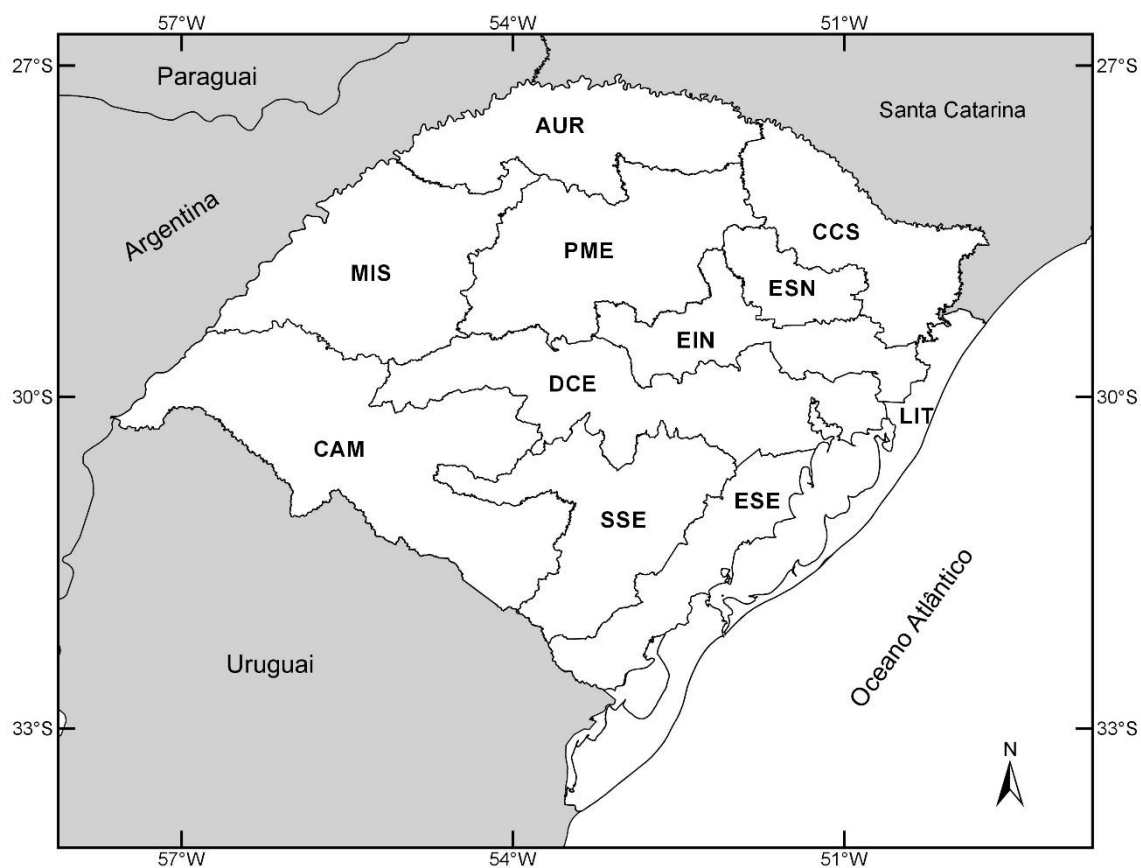 57°W 54°W 51°W
27°S 27°S
Paraguai
Santa Catarina
AUR
Argentina
CCS
PME
MIS
ESN
EIN
DCE
30°S 30°S
LIT
CAM
ESE
SSE
Oceano Atlântico
Uruguai
33°S 33°S
N
57°W 54°W 51°W